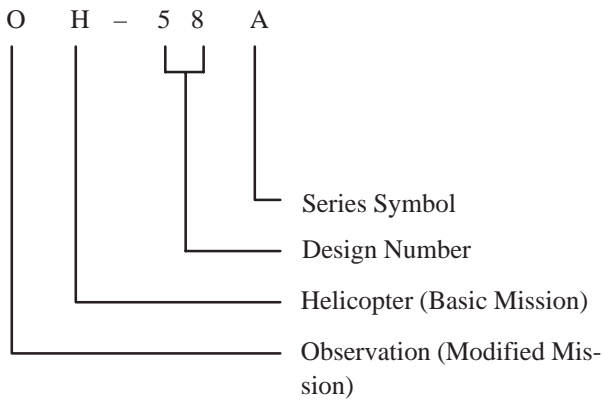 O H – 5 8 A
Series Symbol
Design Number
Helicopter (Basic Mission)
Observation (Modified Mis-
sion)